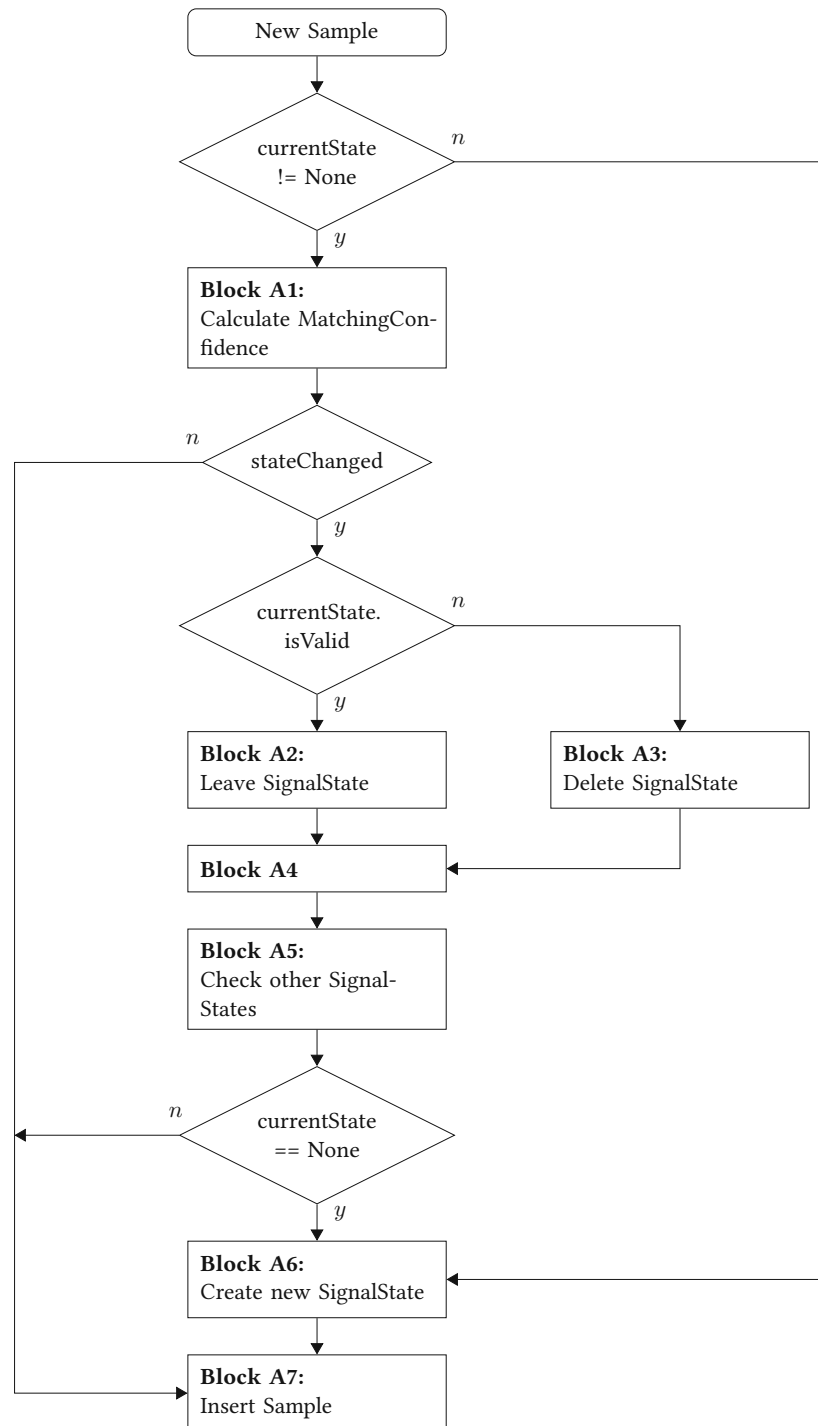 New Sample
currentState
!= None
n
y
Block A1:
Calculate MatchingCon-
fidence
n
stateChanged
y
currentState.
isValid
n
y
Block A2:
Leave SignalState
Block A3:
Delete SignalState
Block A4
Block A5:
Check other Signal-
States
n
currentState
== None
y
Block A6:
Create new SignalState
Block A7:
Insert Sample